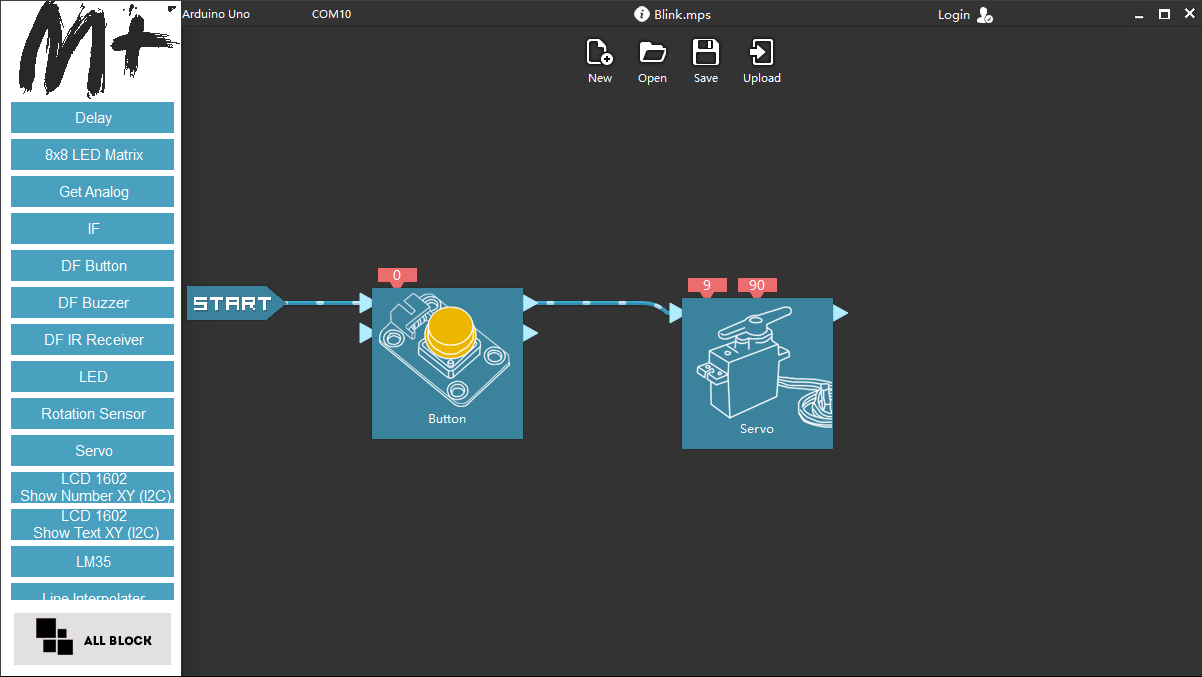 M+
Arduino Uno
COM10
i Blink.mps
Login
New
Open
Save
Upload
Delay
8x8 LED Matrix
Get Analog
IF
DF Button
DF Buzzer
DF IR Receiver
LED
Rotation Sensor
Servo
LCD 1602
Show Number XY (I2C)
LCD 1602
Show Text XY (I2C)
LM35
Line Interpolater
ALL BLOCK
START
0
Button
9
90
Servo